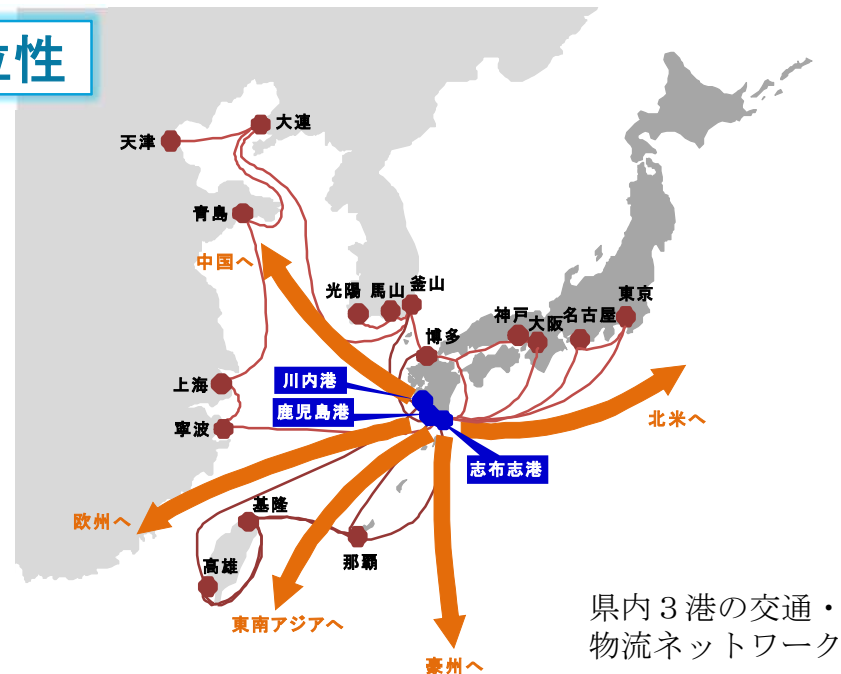 位性
天津
大連
青島
中国へ
光陽
馬山
釜山
博多
神戸
大阪
名古屋
東京
上海
川内港
鹿児島港
寧波
北米へ
志布志港
欧州へ
基隆
那覇
高雄
東南アジアへ
豪州へ
県内３港の交通・
物流ネットワーク